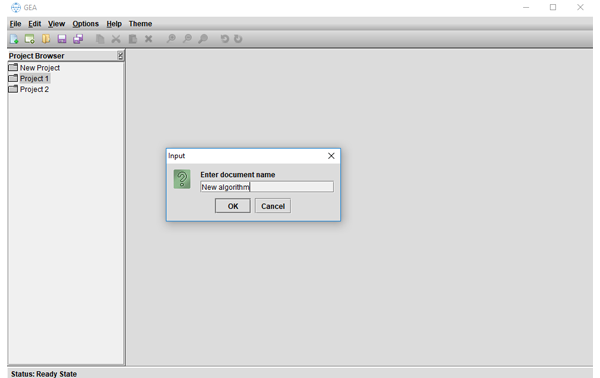 GEA
File Edit View Options Help Theme
Project Browser
New Project
Project 1
Project 2
Input
Enter document name
New algorithm
OK Cancel
Status: Ready State